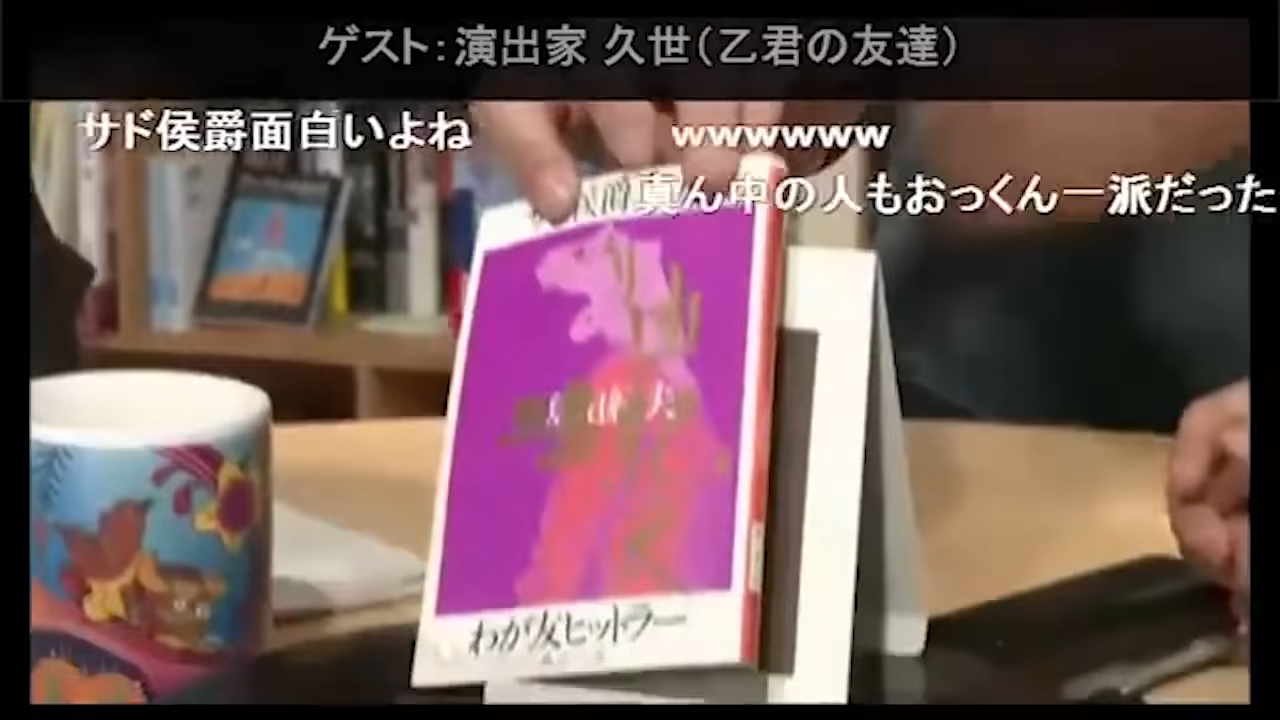 ゲスト：演出家 久世（乙君の友達）
サド侯爵面白いよね
wwwwwww
真ん中の人もおっくん一派だった
わが友ヒットラー